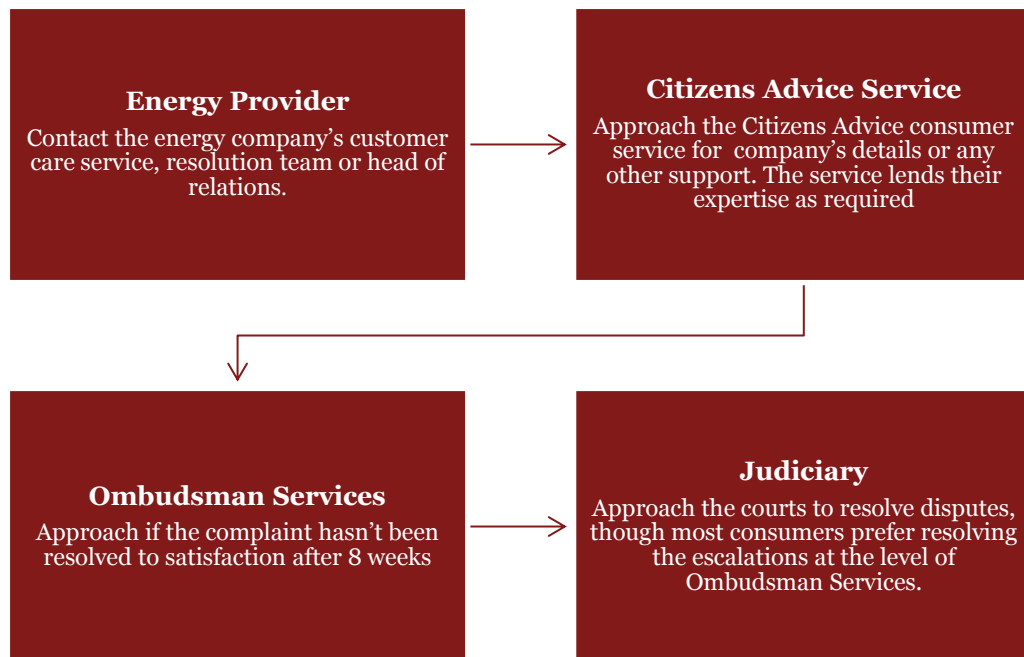 Energy Provider
Contact the energy company’s customer
care service, resolution team or head of
relations.
Citizens Advice Service
Approach the Citizens Advice consumer
service for  company’s details or any
other support. The service lends their
expertise as required
Ombudsman Services
Approach if the complaint hasn’t been
resolved to satisfaction after 8 weeks
Judiciary
Approach the courts to resolve disputes,
though most consumers prefer resolving
the escalations at the level of
Ombudsman Services.